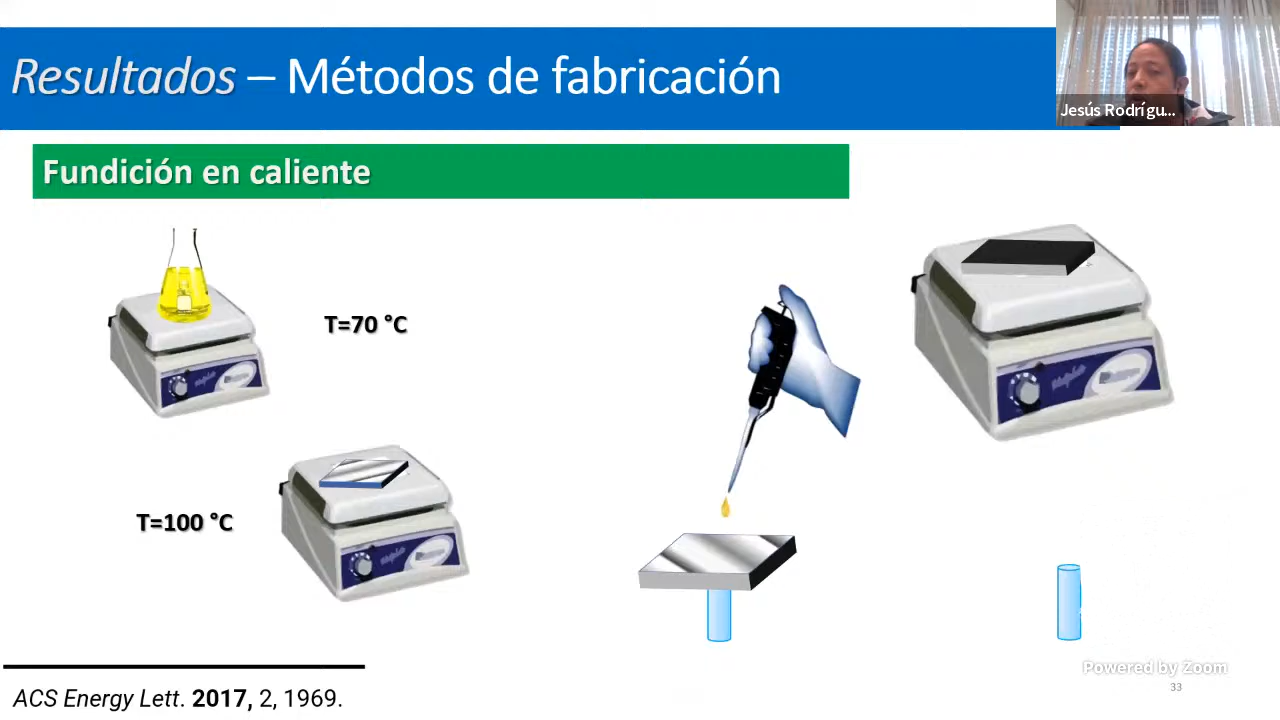 Resultados – Métodos de fabricación
Jesús Rodrígu...
Fundición en caliente
T=70 °C
T=100 °C
ACS Energy Lett. 2017, 2, 1969.
Powered by Zoom
33